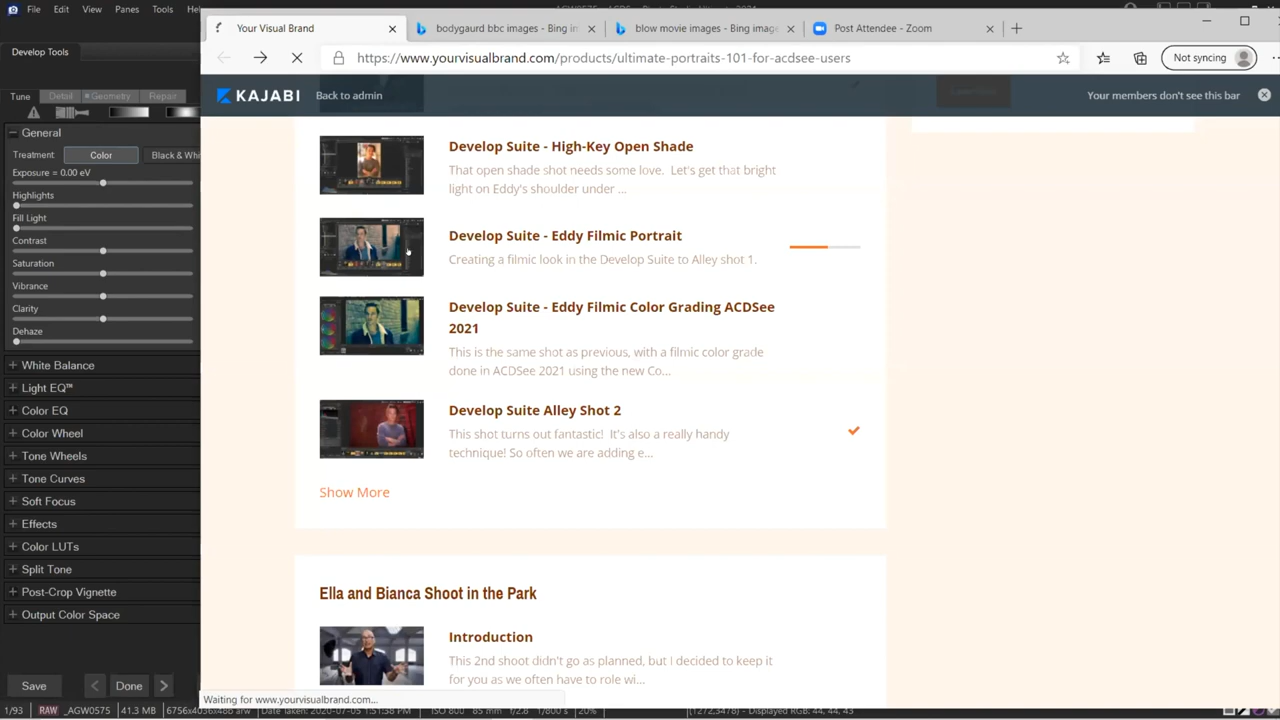 File Edit View Panes Tools
Develop Tools
Your Visual Brand
bodygaurd bbc images - Bing im
blow movie images - Bing image
Post Attendee - Zoom
https://www.yourvisualbrand.com/products/ultimate-portraits-101-for-acdsee-users
Not syncing
KAJABI
Back to admin
Your members don't see this bar
Tune Detail Geometry Repair
General
Treatment Color Black & Whi
Exposure = 0.00 eV
Highlights
Fill Light
Contrast
Saturation
Vibrance
Clarity
Dehaze
White Balance
Light EQ™
Color EQ
Color Wheel
Tone Wheels
Tone Curves
Soft Focus
Effects
Color LUTs
Split Tone
Post-Crop Vignette
Output Color Space
Save Done
Develop Suite - High-Key Open Shade
That open shade shot needs some love. Let's get that bright
light on Eddy's shoulder under ...
Develop Suite - Eddy Filmic Portrait
Creating a filmic look in the Develop Suite to Alley shot 1.
Develop Suite - Eddy Filmic Color Grading ACDSee
2021
This is the same shot as previous, with a filmic color grade
done in ACDSee 2021 using the new Co...
Develop Suite Alley Shot 2
This shot turns out fantastic! It's also a really handy
technique! So often we are adding e...
Show More
Ella and Bianca Shoot in the Park
Introduction
This 2nd shoot didn't go as planned, but I decided to keep it
for you as we often have to role wi...
Waiting for www.yourvisualbrand.com...
1/93 RAW _AGW0575 41.3 MB